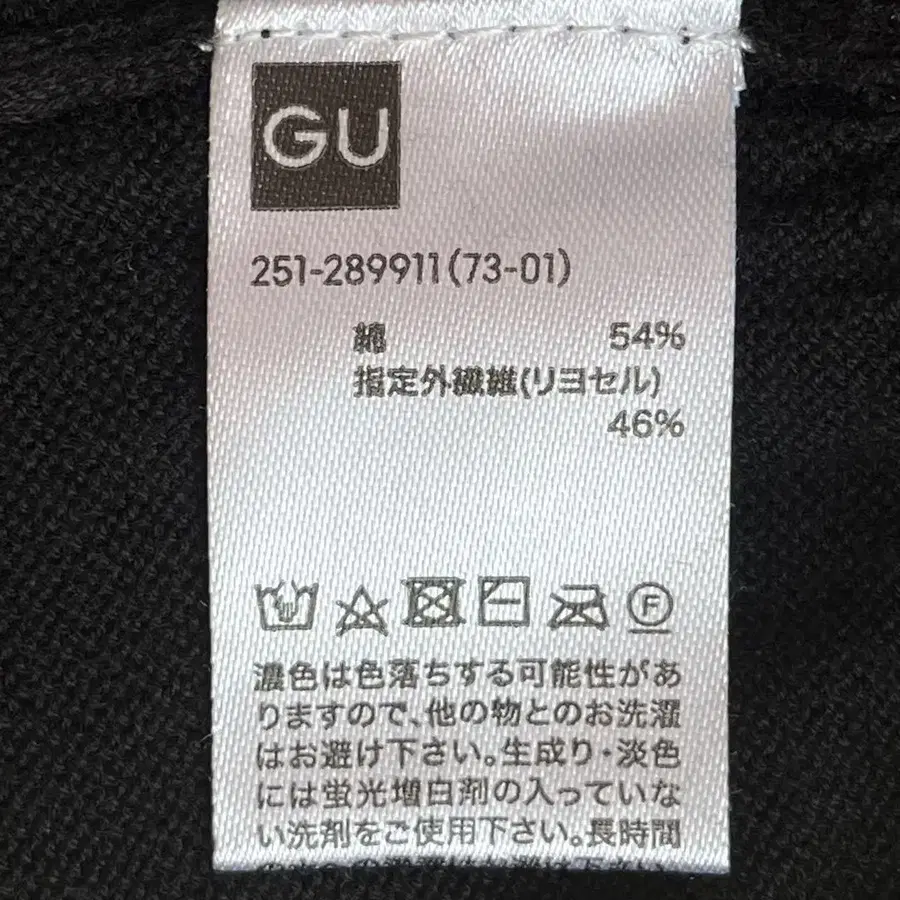 GU
251-289911(73-01)
綿 54%
指定外繊維(リヨセル)
46%
F
濃色は色落ちする可能性があ
りますので、他の物とのお洗濯
はお避け下さい。生成り・淡色
には蛍光増白剤の入っていな
い洗剤をご使用下さい。長時間